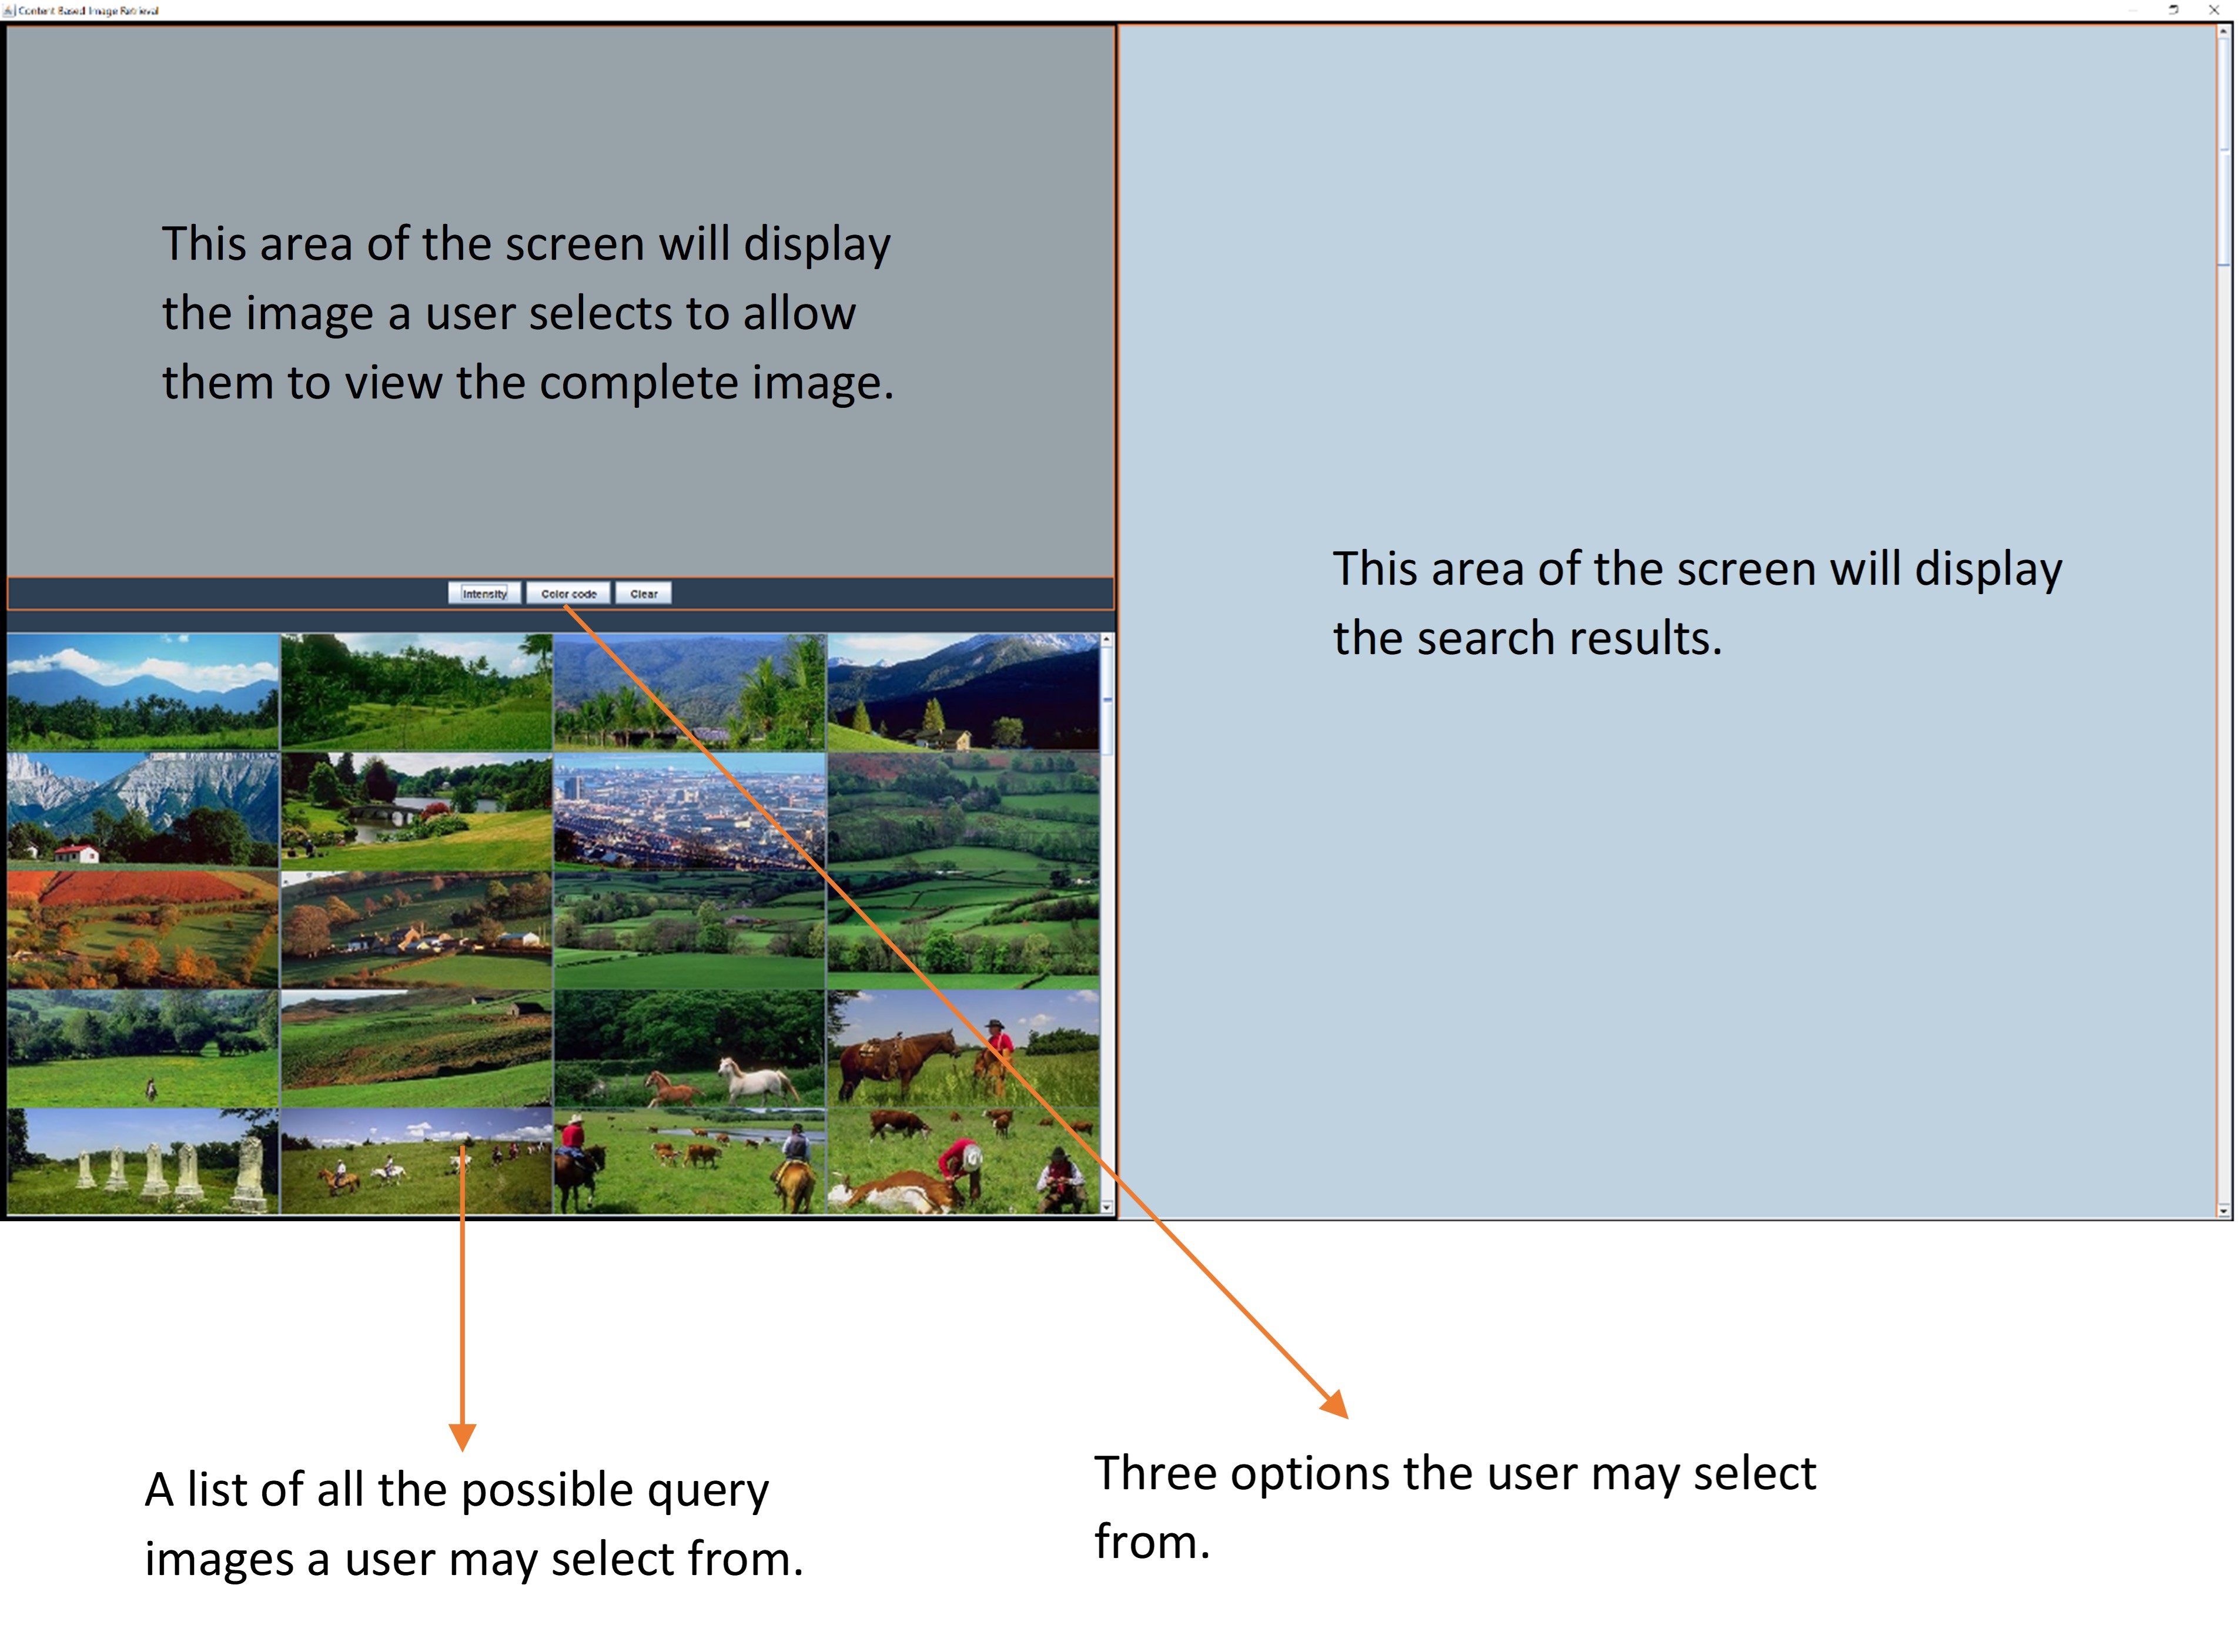 Content Based Image Retrieval
This area of the screen will display
the image a user selects to allow
them to view the complete image.
This area of the screen will display
the search results.
Intensity Color code Clear
A list of all the possible query
images a user may select from.
Three options the user may select
from.